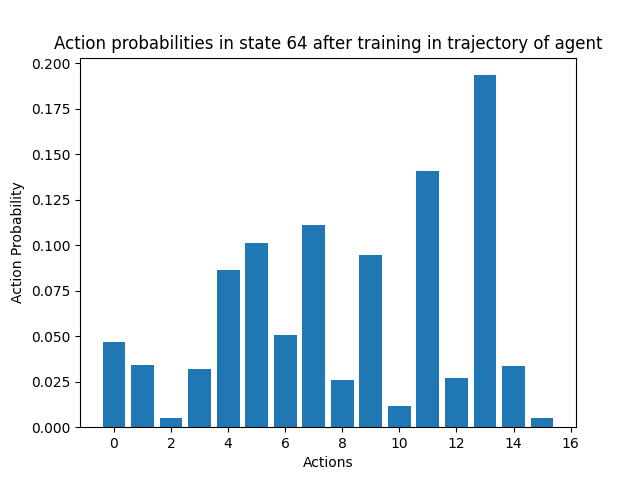 Action probabilities in state 64 after training in trajectory of agent
0.200
0.175
0.150
0.125
0.100
0.075
0.050
0.025
0.000
Action Probability
0 2 4 6 8 10 12 14 16
Actions